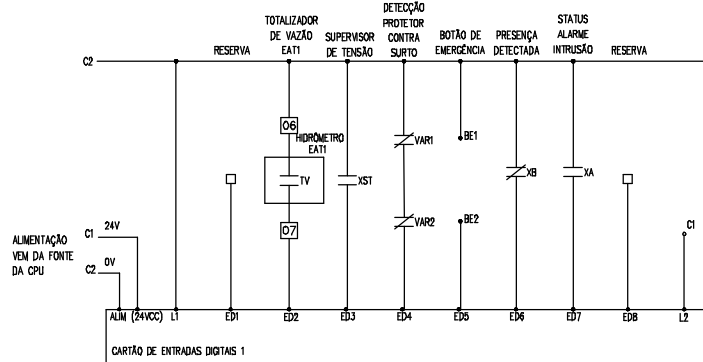 TOTALIZADOR
DE VAZÃO
EAT1
DETECÇÃO
PROTETOR
CONTRA
SURTO
STATUS
ALARME
INTRUSÃO
RESERVA
SUPERVISOR
DE TENSÃO
BOTÃO DE
EMERGÊNCIA
PRESENÇA
DETECTADA
RESERVA
C2
06
HIDRÔMETRO
EAT1
VAR1
BE1
TV
XST
XB
XA
07
VAR2
BE2
ALIMENTAÇÃO
VEM DA FONTE
DA CPU
C1
24V
C2
0V
C1
ALIM (24VCC)
L1
ED1
ED2
ED3
ED4
ED5
ED6
ED7
ED8
L2
CARTÃO DE ENTRADAS DIGITAIS 1